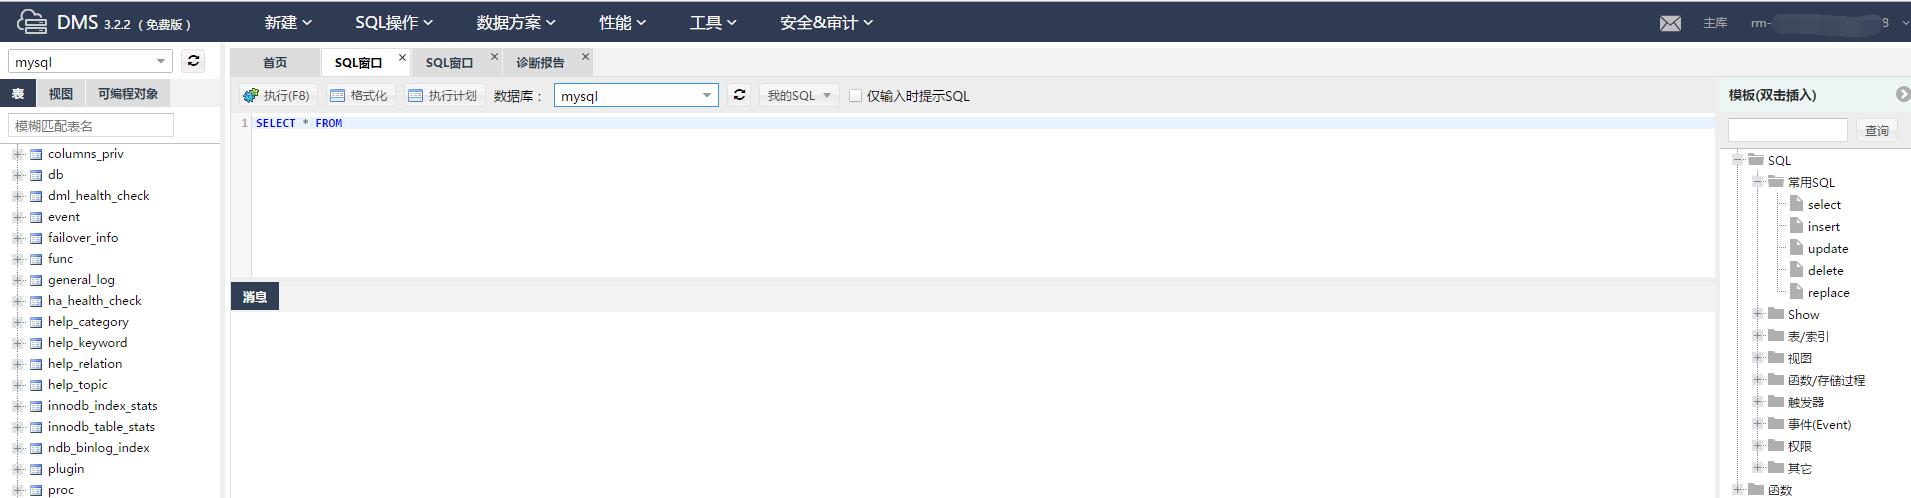 DMS 3.2.2 ( 免费版 ) 新建 SQL操作 数据方案 性能 工具 安全&审计 主库 rm-
mysql
表 视图 可编程对象
模糊匹配表名
columns_priv
db
dml_health_check
event
failover_info
func
general_log
ha_health_check
help_category
help_keyword
help_relation
help_topic
innodb_index_stats
innodb_table_stats
ndb_binlog_index
plugin
proc
首页 SQL窗口 SQL窗口 诊断报告
执行(F8) 格式化 执行计划 数据库： mysql 我的SQL 仅输入时提示SQL
1 SELECT * FROM
消息
模板(双击插入)
查询
SQL
常用SQL
select
insert
update
delete
replace
Show
表/索引
视图
函数/存储过程
触发器
事件(Event)
权限
其它
函数